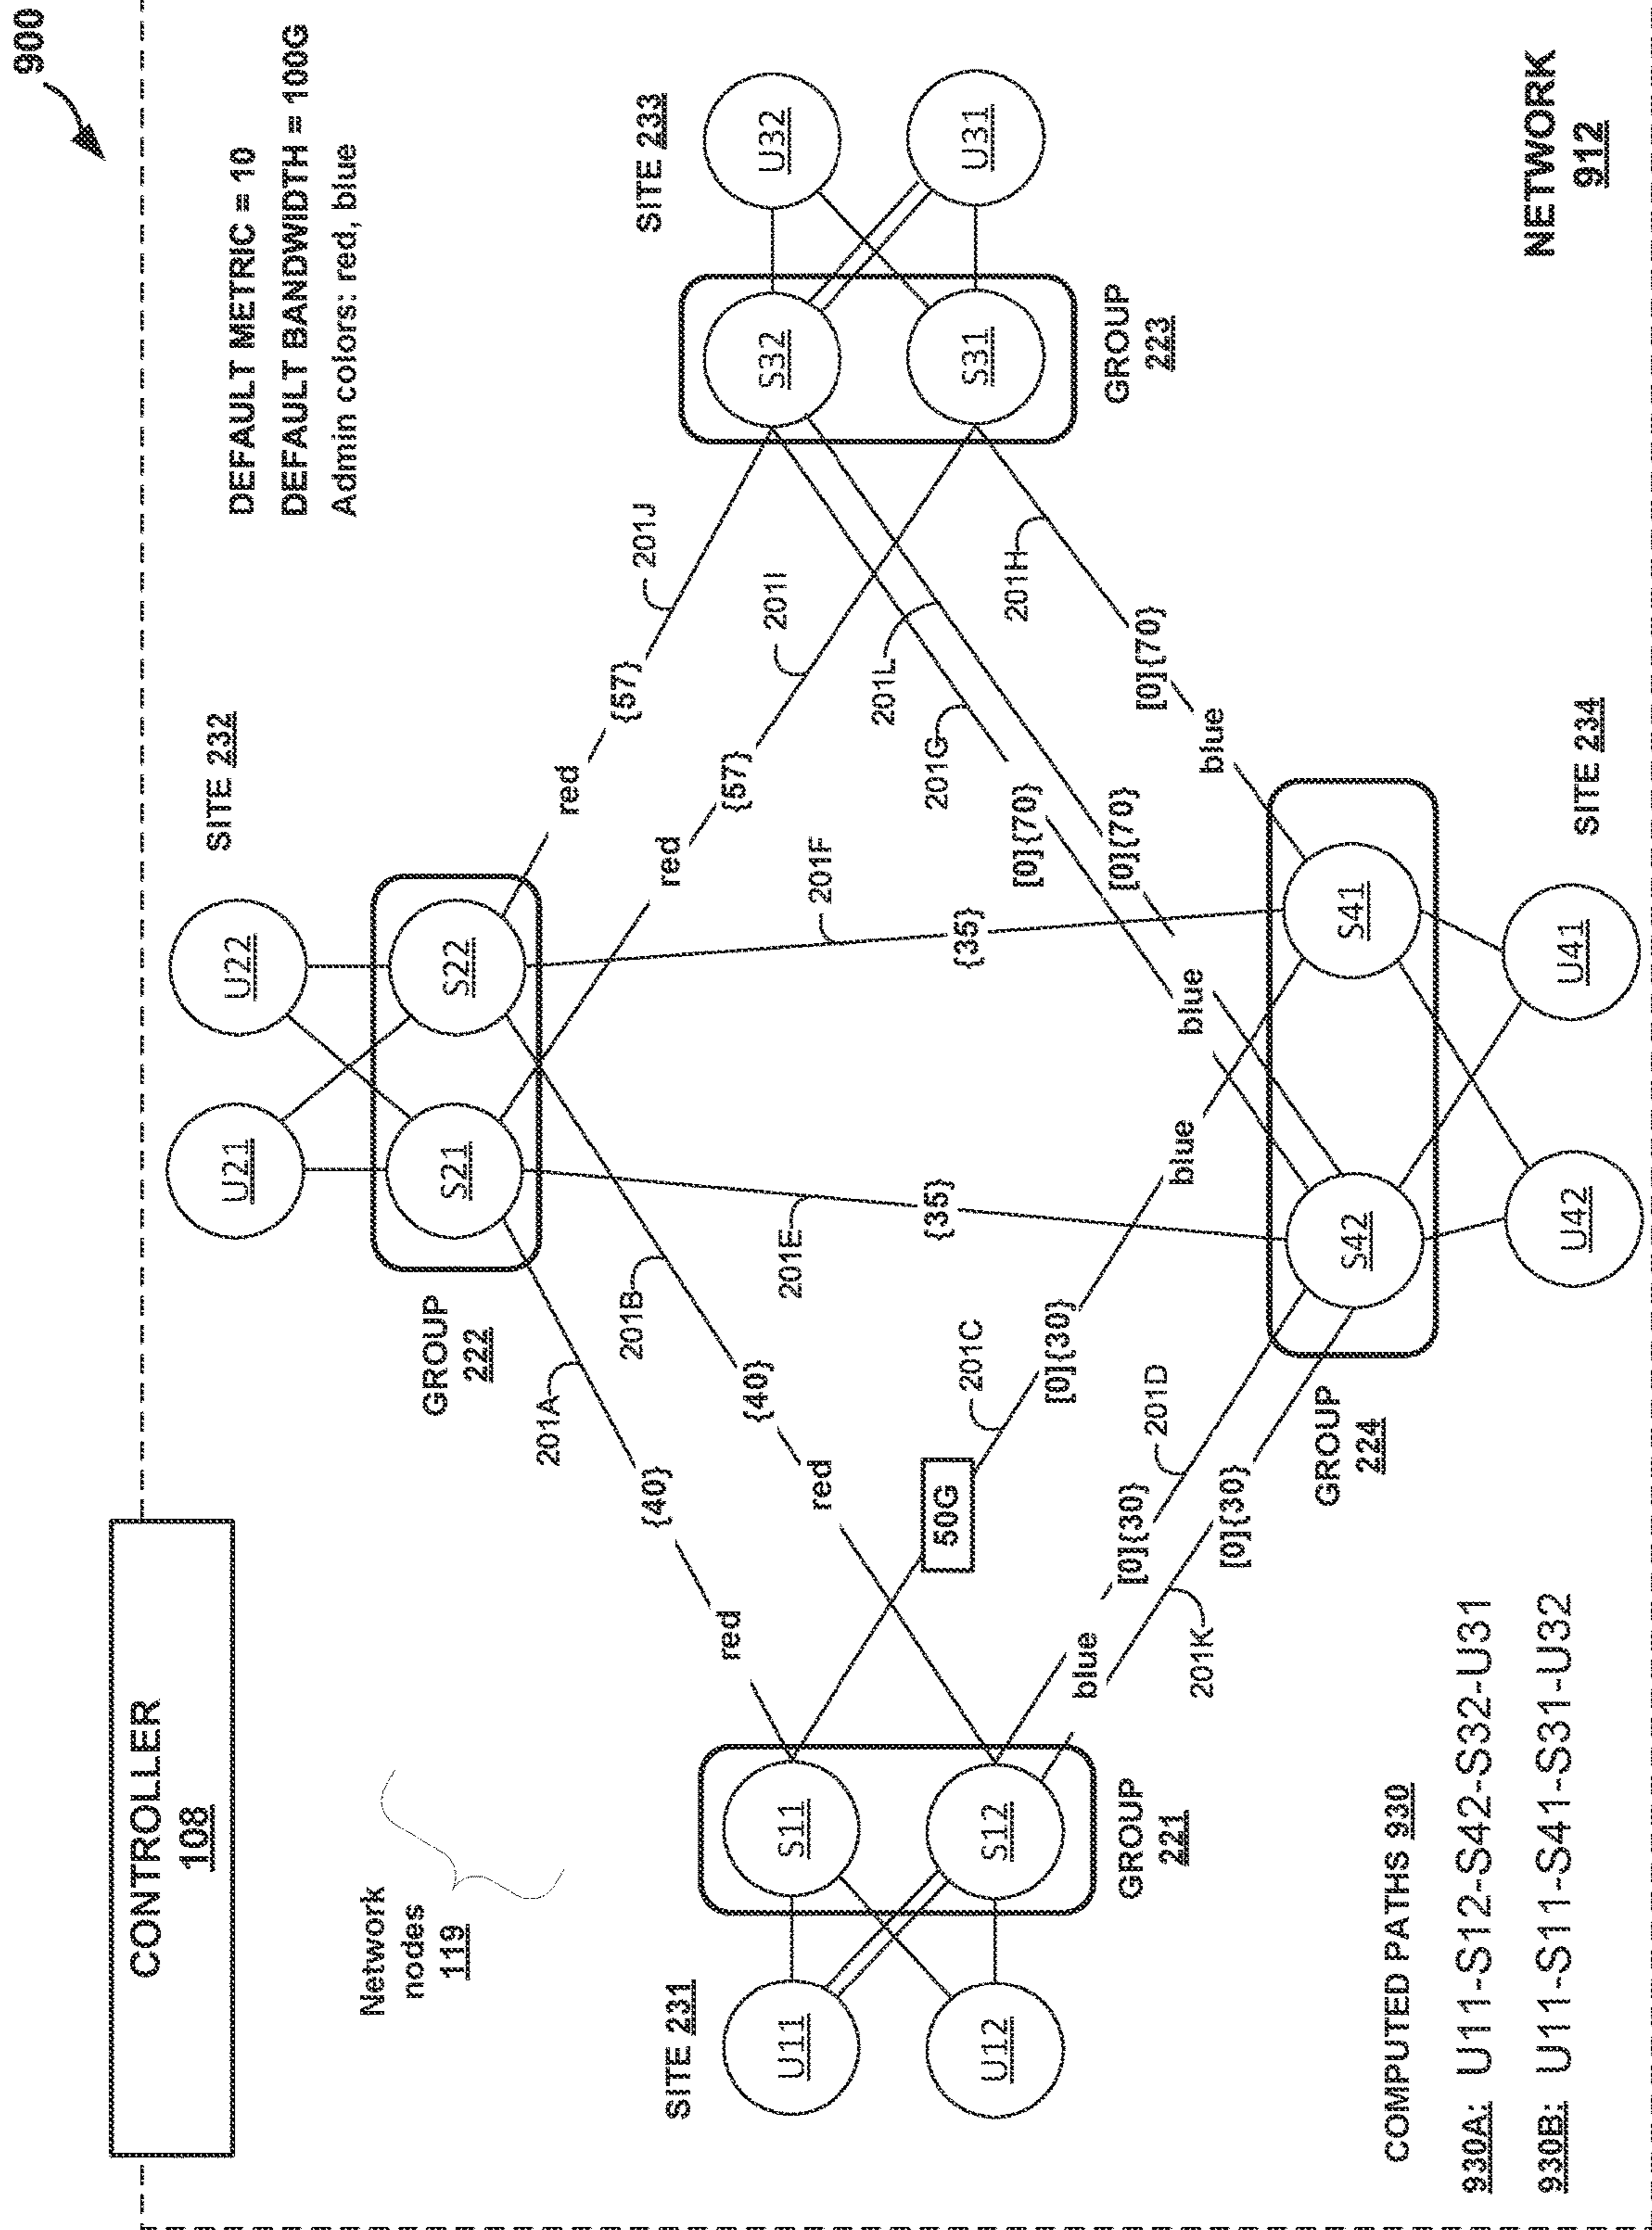 900
CONTROLLER
108
DEFAULT METRIC = 10
DEFAULT BANDWIDTH = 100G
Admin colors: red, blue
Network
nodes
119
SITE 232
U21
U22
S21
S22
GROUP
222
SITE 231
U11
U12
S11
S12
GROUP
221
SITE 233
S32
U32
S31
U31
GROUP
223
red
{40}
201A
red
{40}
201B
red
{57}
201J
red
{57}
201I
201E
{35}
201F
{35}
50G
201C
[0]{30}
blue
201L
201G
[0]{70}
[0]{70}
blue
201H
[0]{70}
blue
blue
[0]{30}
201D
201K
[0]{30}
GROUP
224
S42
S41
U42
U41
SITE 234
COMPUTED PATHS 930
930A: U11-S12-S42-S32-U31
930B: U11-S11-S41-S31-U32
NETWORK
912